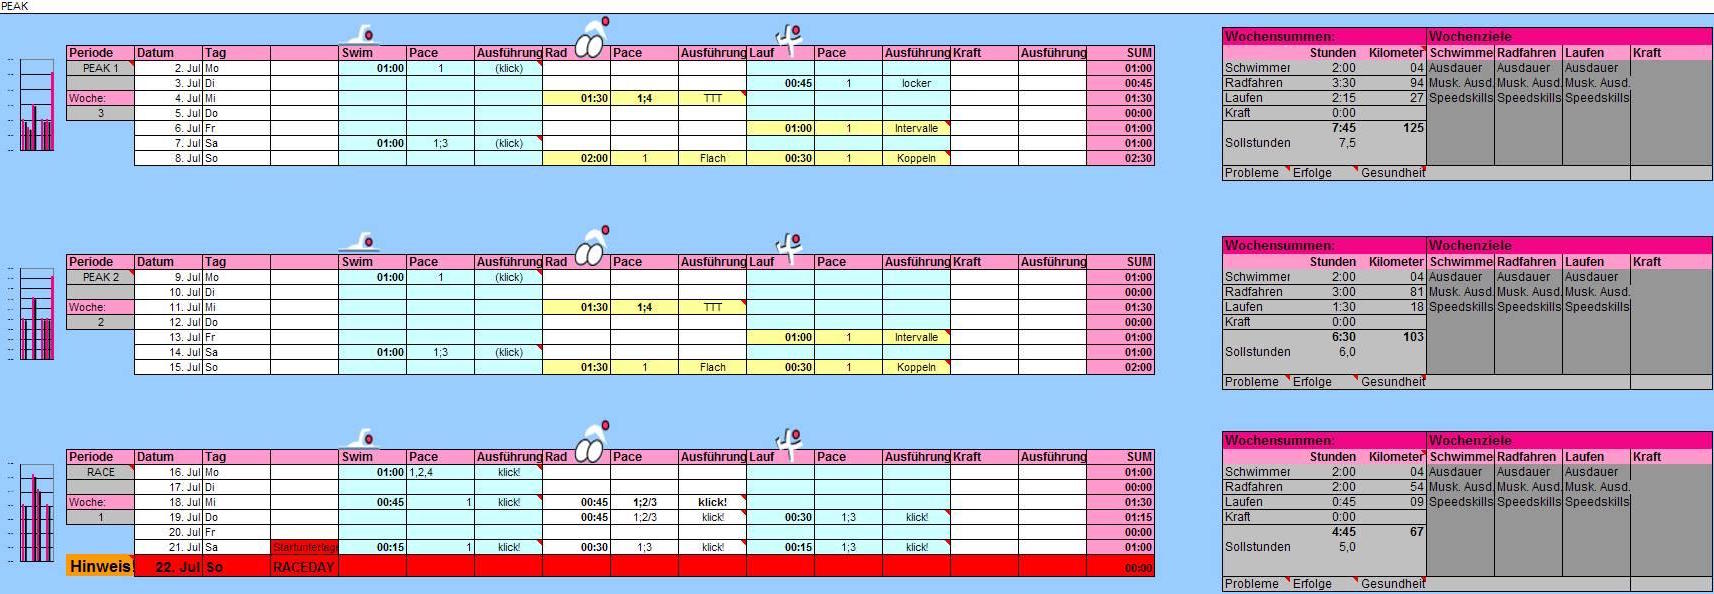 PEAK
Periode Datum Tag Swim Pace Ausführung Rad Pace Ausführung Lauf Pace Ausführung Kraft Ausführung SUM
PEAK 1 2. Jul Mo 01:00 1 (klick) 01:00
3. Jul Di 00:45 1 locker 00:45
Woche: 4. Jul Mi 01:30 1;4 TTT 01:30
3 5. Jul Do 00:00
6. Jul Fr 01:00 1 Intervalle 01:00
7. Jul Sa 01:00 1;3 (klick) 01:00
8. Jul So 02:00 1 Flach 00:30 1 Koppeln 02:30
Wochensummen: Wochenziele
Stunden Kilometer Schwimme Radfahren Laufen Kraft
Schwimmer 2:00 04 Ausdauer Ausdauer Ausdauer
Radfahren 3:30 94 Musk. Ausd. Musk. Ausd. Musk. Ausd.
Laufen 2:15 27 Speedskills Speedskills Speedskills
Kraft 0:00
7:45 125
Sollstunden 7,5
Probleme Erfolge Gesundheit
Periode Datum Tag Swim Pace Ausführung Rad Pace Ausführung Lauf Pace Ausführung Kraft Ausführung SUM
PEAK 2 9. Jul Mo 01:00 1 (klick) 01:00
10. Jul Di 00:00
Woche: 11. Jul Mi 01:30 1;4 TTT 01:30
2 12. Jul Do 00:00
13. Jul Fr 01:00 1 Intervalle 01:00
14. Jul Sa 01:00 1;3 (klick) 01:00
15. Jul So 01:30 1 Flach 00:30 1 Koppeln 02:00
Wochensummen: Wochenziele
Stunden Kilometer Schwimme Radfahren Laufen Kraft
Schwimmer 2:00 04 Ausdauer Ausdauer Ausdauer
Radfahren 3:00 81 Musk. Ausd. Musk. Ausd. Musk. Ausd.
Laufen 1:30 18 Speedskills Speedskills Speedskills
Kraft 0:00
6:30 103
Sollstunden 6,0
Probleme Erfolge Gesundheit
Periode Datum Tag Swim Pace Ausführung Rad Pace Ausführung Lauf Pace Ausführung Kraft Ausführung SUM
RACE 16. Jul Mo 01:00 1,2,4 klick! 01:00
17. Jul Di 00:00
Woche: 18. Jul Mi 00:45 1 klick! 00:45 1;2/3 klick! 01:30
1 19. Jul Do 00:45 1;2/3 klick! 00:30 1;3 klick! 01:15
20. Jul Fr 00:00
21. Jul Sa Startunterlage 00:15 1 klick! 00:30 1;3 klick! 00:15 1;3 klick! 01:00
Hinweis! 22. Jul So RACEDAY 00:00
Wochensummen: Wochenziele
Stunden Kilometer Schwimme Radfahren Laufen Kraft
Schwimmer 2:00 04 Ausdauer Ausdauer Ausdauer
Radfahren 2:00 54 Musk. Ausd. Musk. Ausd. Musk. Ausd.
Laufen 0:45 09 Speedskills Speedskills Speedskills
Kraft 0:00
4:45 67
Sollstunden 5,0
Probleme Erfolge Gesundheit